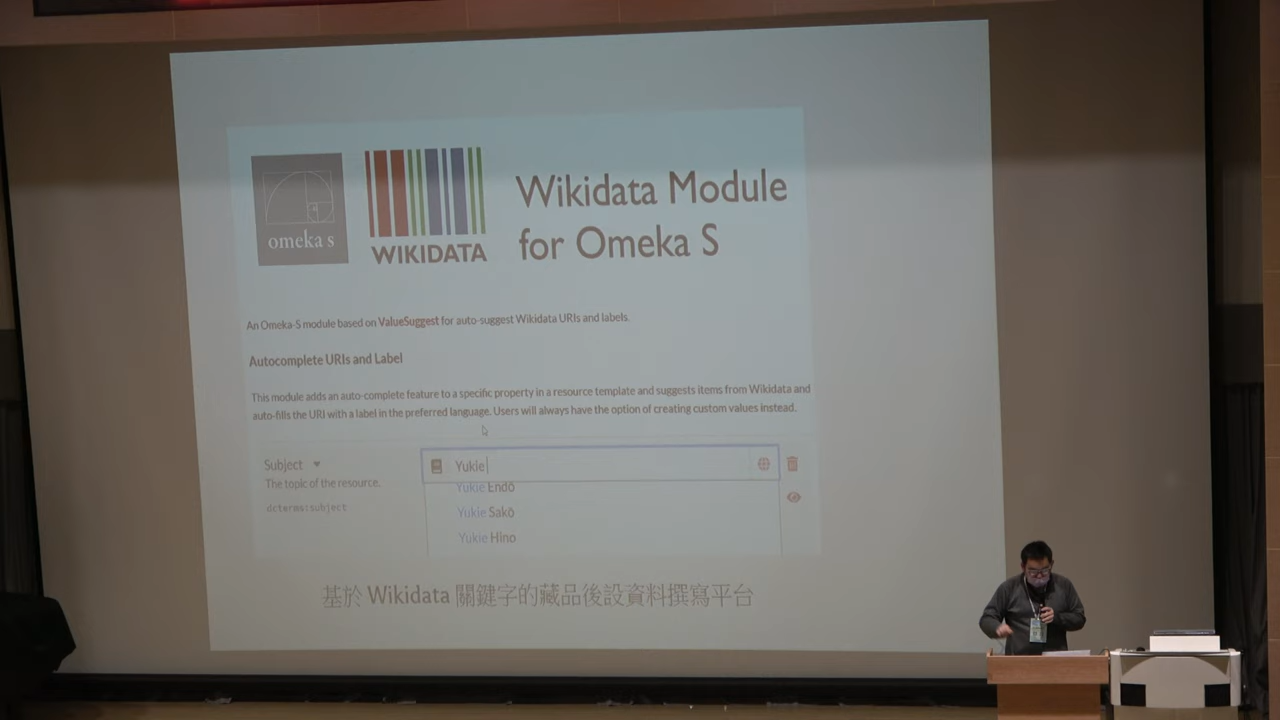 omeka s
WIKIDATA
Wikidata Module
for Omeka S
An Omeka-S module based on ValueSuggest for auto-suggest Wikidata URIs and labels.
Autocomplete URIs and Label
This module adds an auto-complete feature to a specific property in a resource template and suggests items from Wikidata and
auto-fills the URI with a label in the preferred language. Users will always have the option of creating custom values instead.
Subject
The topic of the resource.
dcterms:subject
Yukie
Yukie Endō
Yukie Sakō
Yukie Hino
基於 Wikidata 關鍵字的藏品後設資料撰寫平台